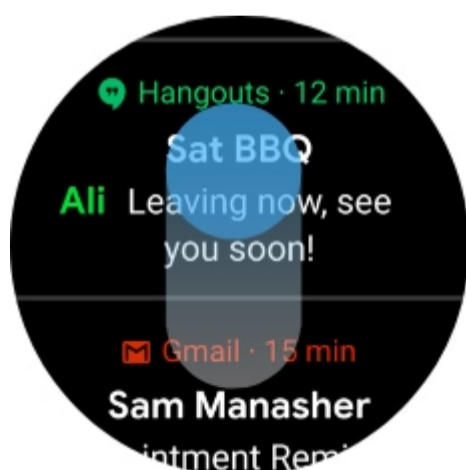 Hangouts · 12 min
Sat BBQ
Ali Leaving now, see
you soon!
Gmail · 15 min
Sam Manasher